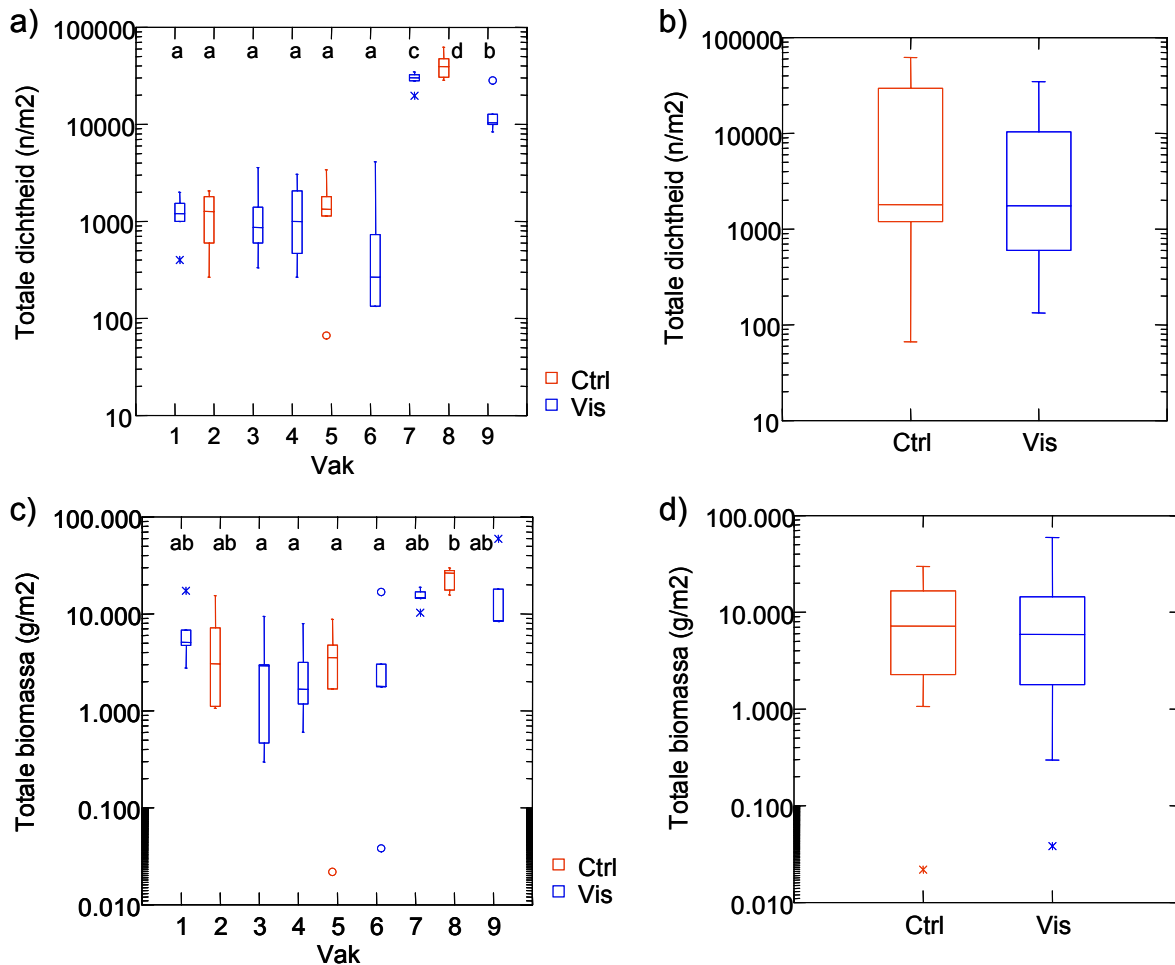 a)
Totale dichtheid (n/m2)
100000
10000
1000
100
10
a a a a a a c d b
1 2 3 4 5 6 7 8 9
Vak
Ctrl
Vis
b)
Totale dichtheid (n/m2)
100000
10000
1000
100
10
Ctrl Vis
c)
Totale biomassa (g/m2)
100.000
10.000
1.000
0.100
0.010
ab ab a a a a ab b ab
1 2 3 4 5 6 7 8 9
Vak
Ctrl
Vis
d)
Totale biomassa (g/m2)
100.000
10.000
1.000
0.100
0.010
Ctrl Vis